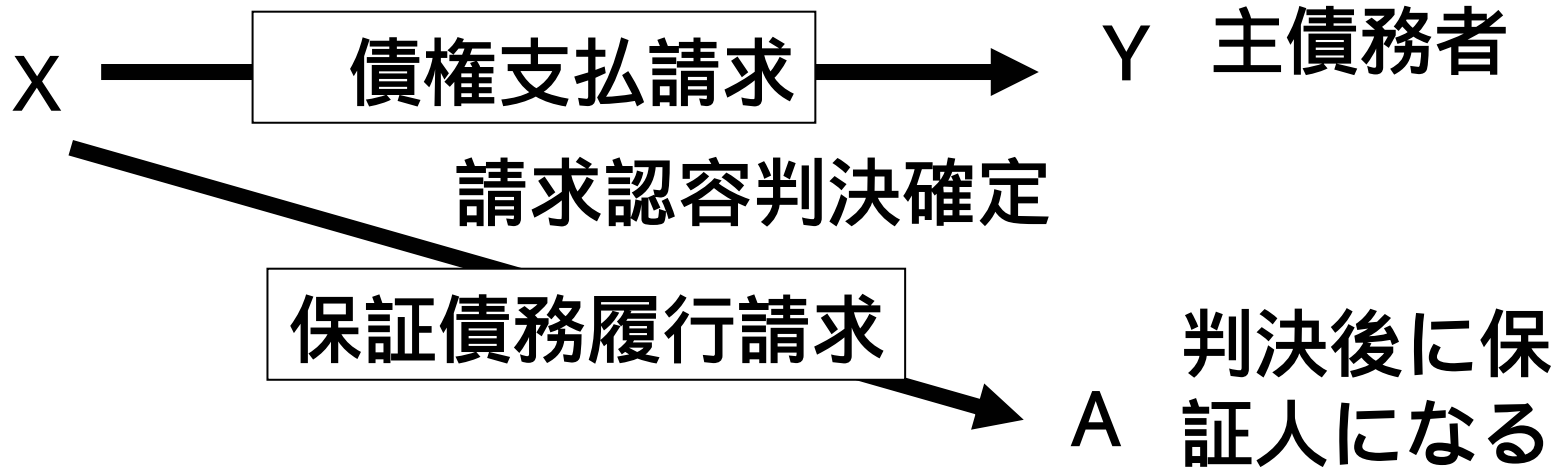 X
債権支払請求
Y 主債務者
請求認容判決確定
保証債務履行請求
A
判決後に保
証人になる